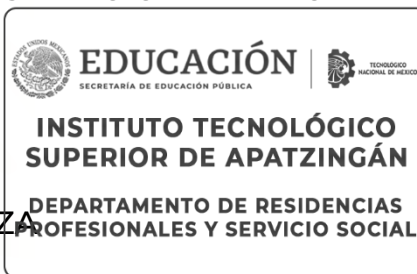 EDUCACIÓN
SECRETARÍA DE EDUCACIÓN PÚBLICA
TECNOLÓGICO
NACIONAL DE MÉXICO
INSTITUTO TECNOLÓGICO
SUPERIOR DE APATZINGÁN
DEPARTAMENTO DE RESIDENCIAS
PROFESIONALES Y SERVICIO SOCIAL
ZA